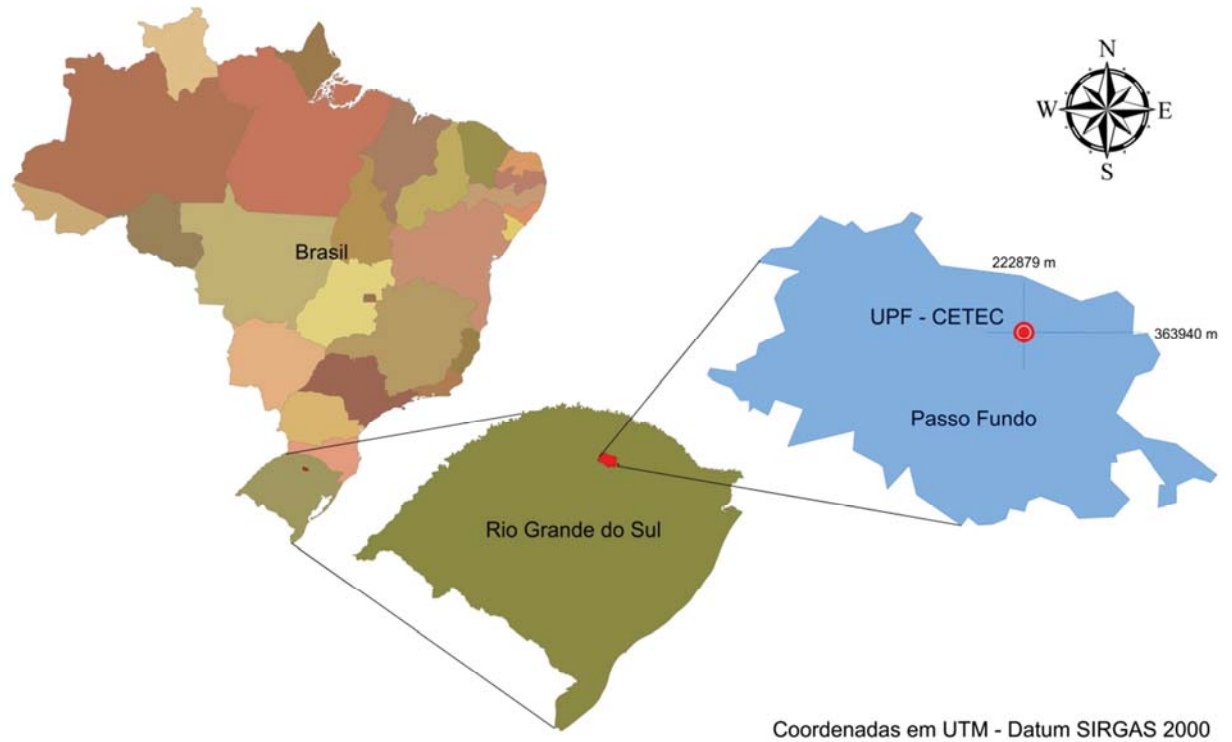 N
W
E
S
Brasil
222879 m
UPF - CETEC
363940 m
Passo Fundo
Rio Grande do Sul
Coordenadas em UTM - Datum SIRGAS 2000